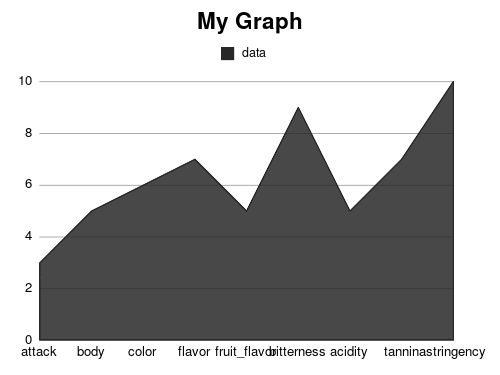 My Graph
data
10
8
6
4
2
0
attack body color flavor fruit_flavor bitterness acidity tannin astringency